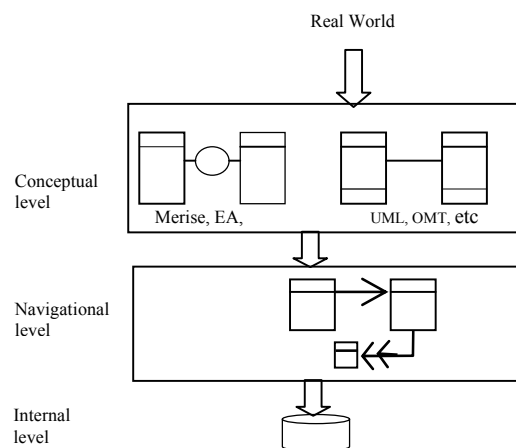 Real World
Conceptual
level
Merise, EA,
UML, OMT, etc
Navigational
level
Internal
level